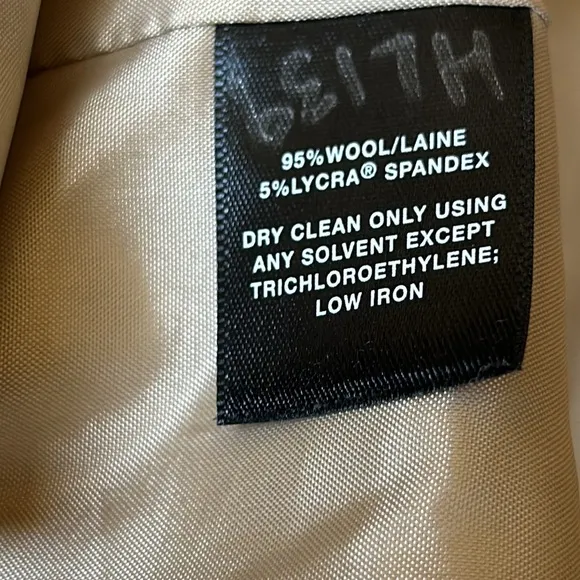 95%WOOL/LAINE
5%LYCRA® SPANDEX
DRY CLEAN ONLY USING
ANY SOLVENT EXCEPT
TRICHLOROETHYLENE;
LOW IRON